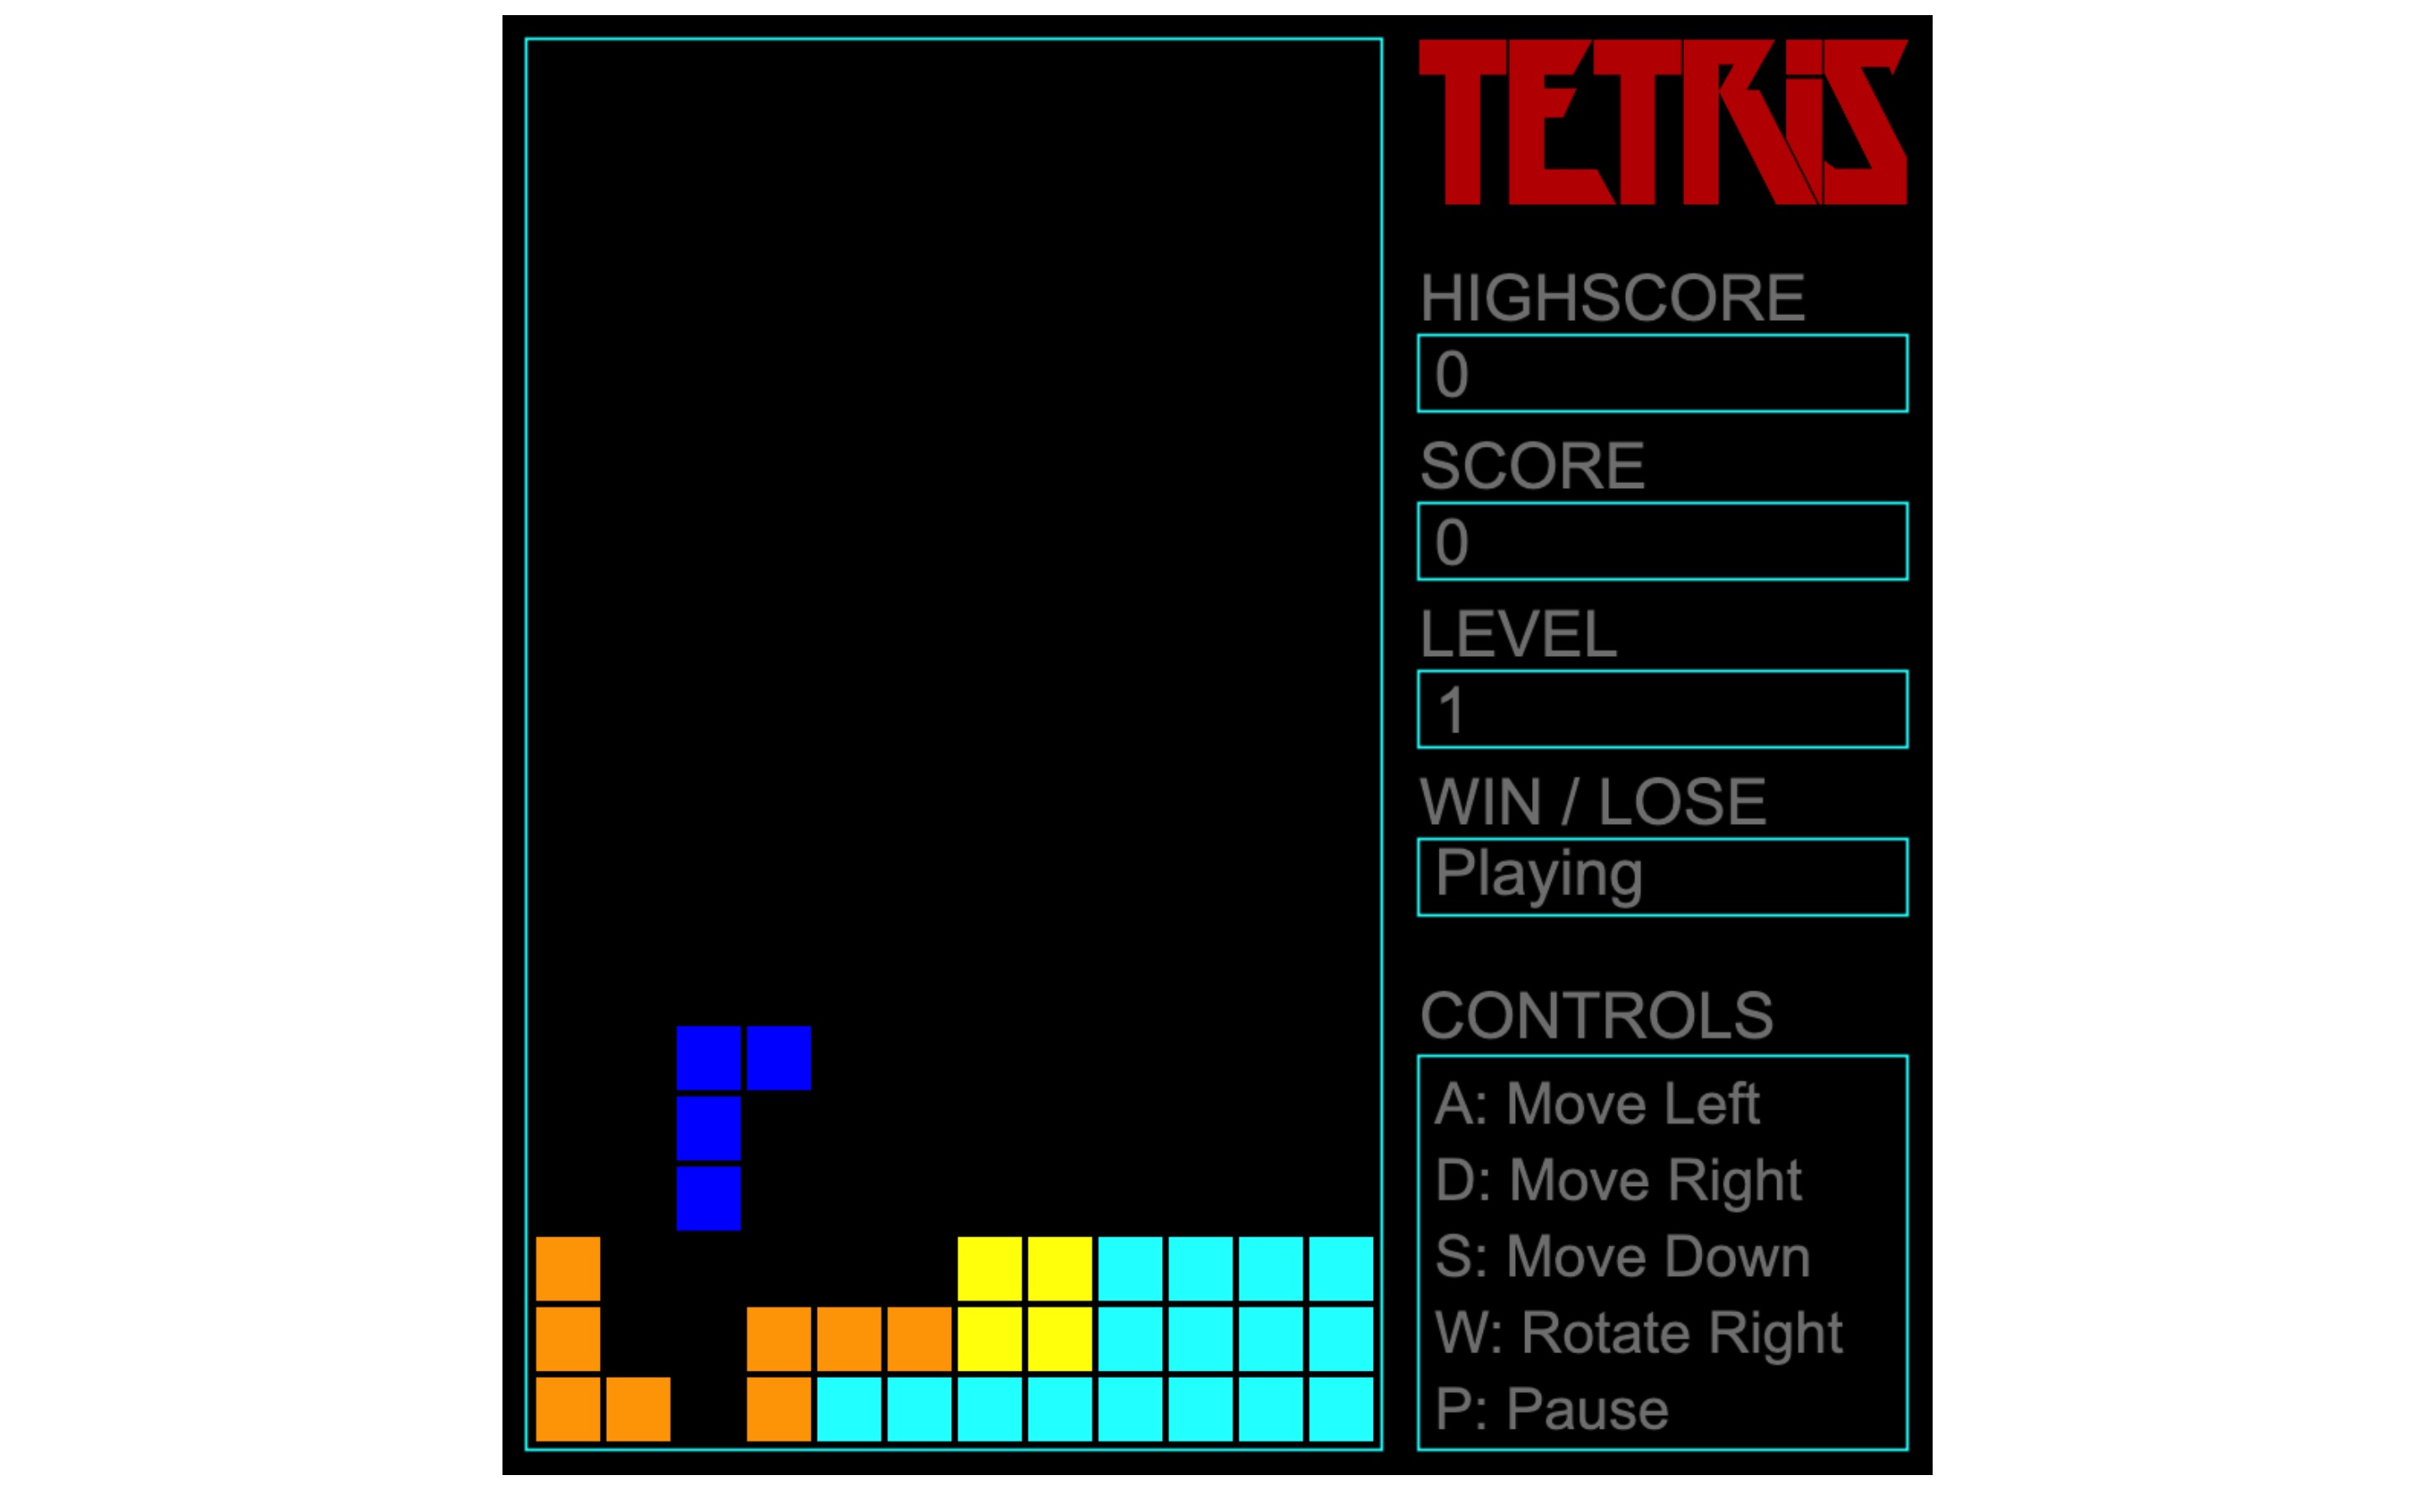 TETRiS
HIGHSCORE
0
SCORE
0
LEVEL
1
WIN / LOSE
Playing
CONTROLS
A: Move Left
D: Move Right
S: Move Down
W: Rotate Right
P: Pause